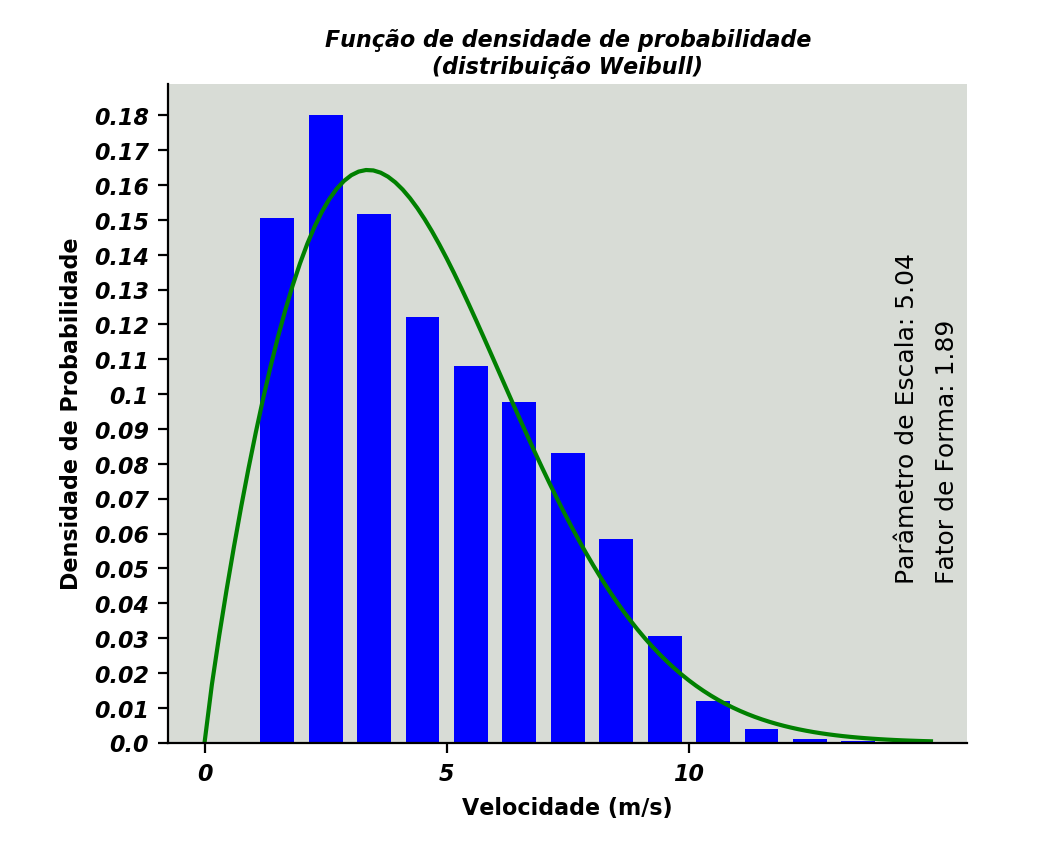 Função de densidade de probabilidade
(distribuição Weibull)
Densidade de Probabilidade
0.18
0.17
0.16
0.15
0.14
0.13
0.12
0.11
0.1
0.09
0.08
0.07
0.06
0.05
0.04
0.03
0.02
0.01
0.0
Parâmetro de Escala: 5.04
Fator de Forma: 1.89
0 5 10
Velocidade (m/s)